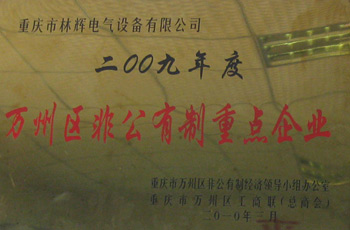 重庆市林辉电气设备有限公司
二00九年度
万州区非公有制重点企业
重庆市万州区非公有制经济领导小组办公室
重庆市万州区工商联(总商会)
二0一0年三月